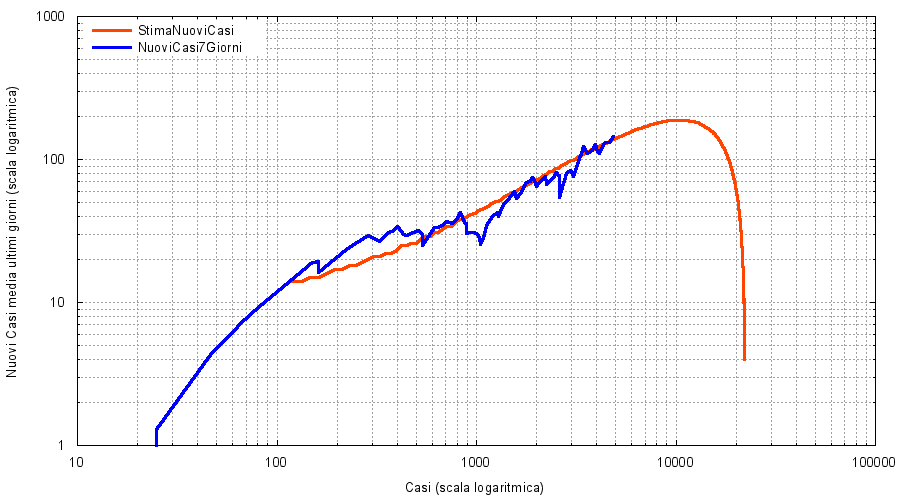 1000
100
10
1
StimaNuoviCasi
NuoviCasi7Giorni
Nuovi Casi media ultimi giorni (scala logaritmica)
10 100 1000 10000 100000
Casi (scala logaritmica)